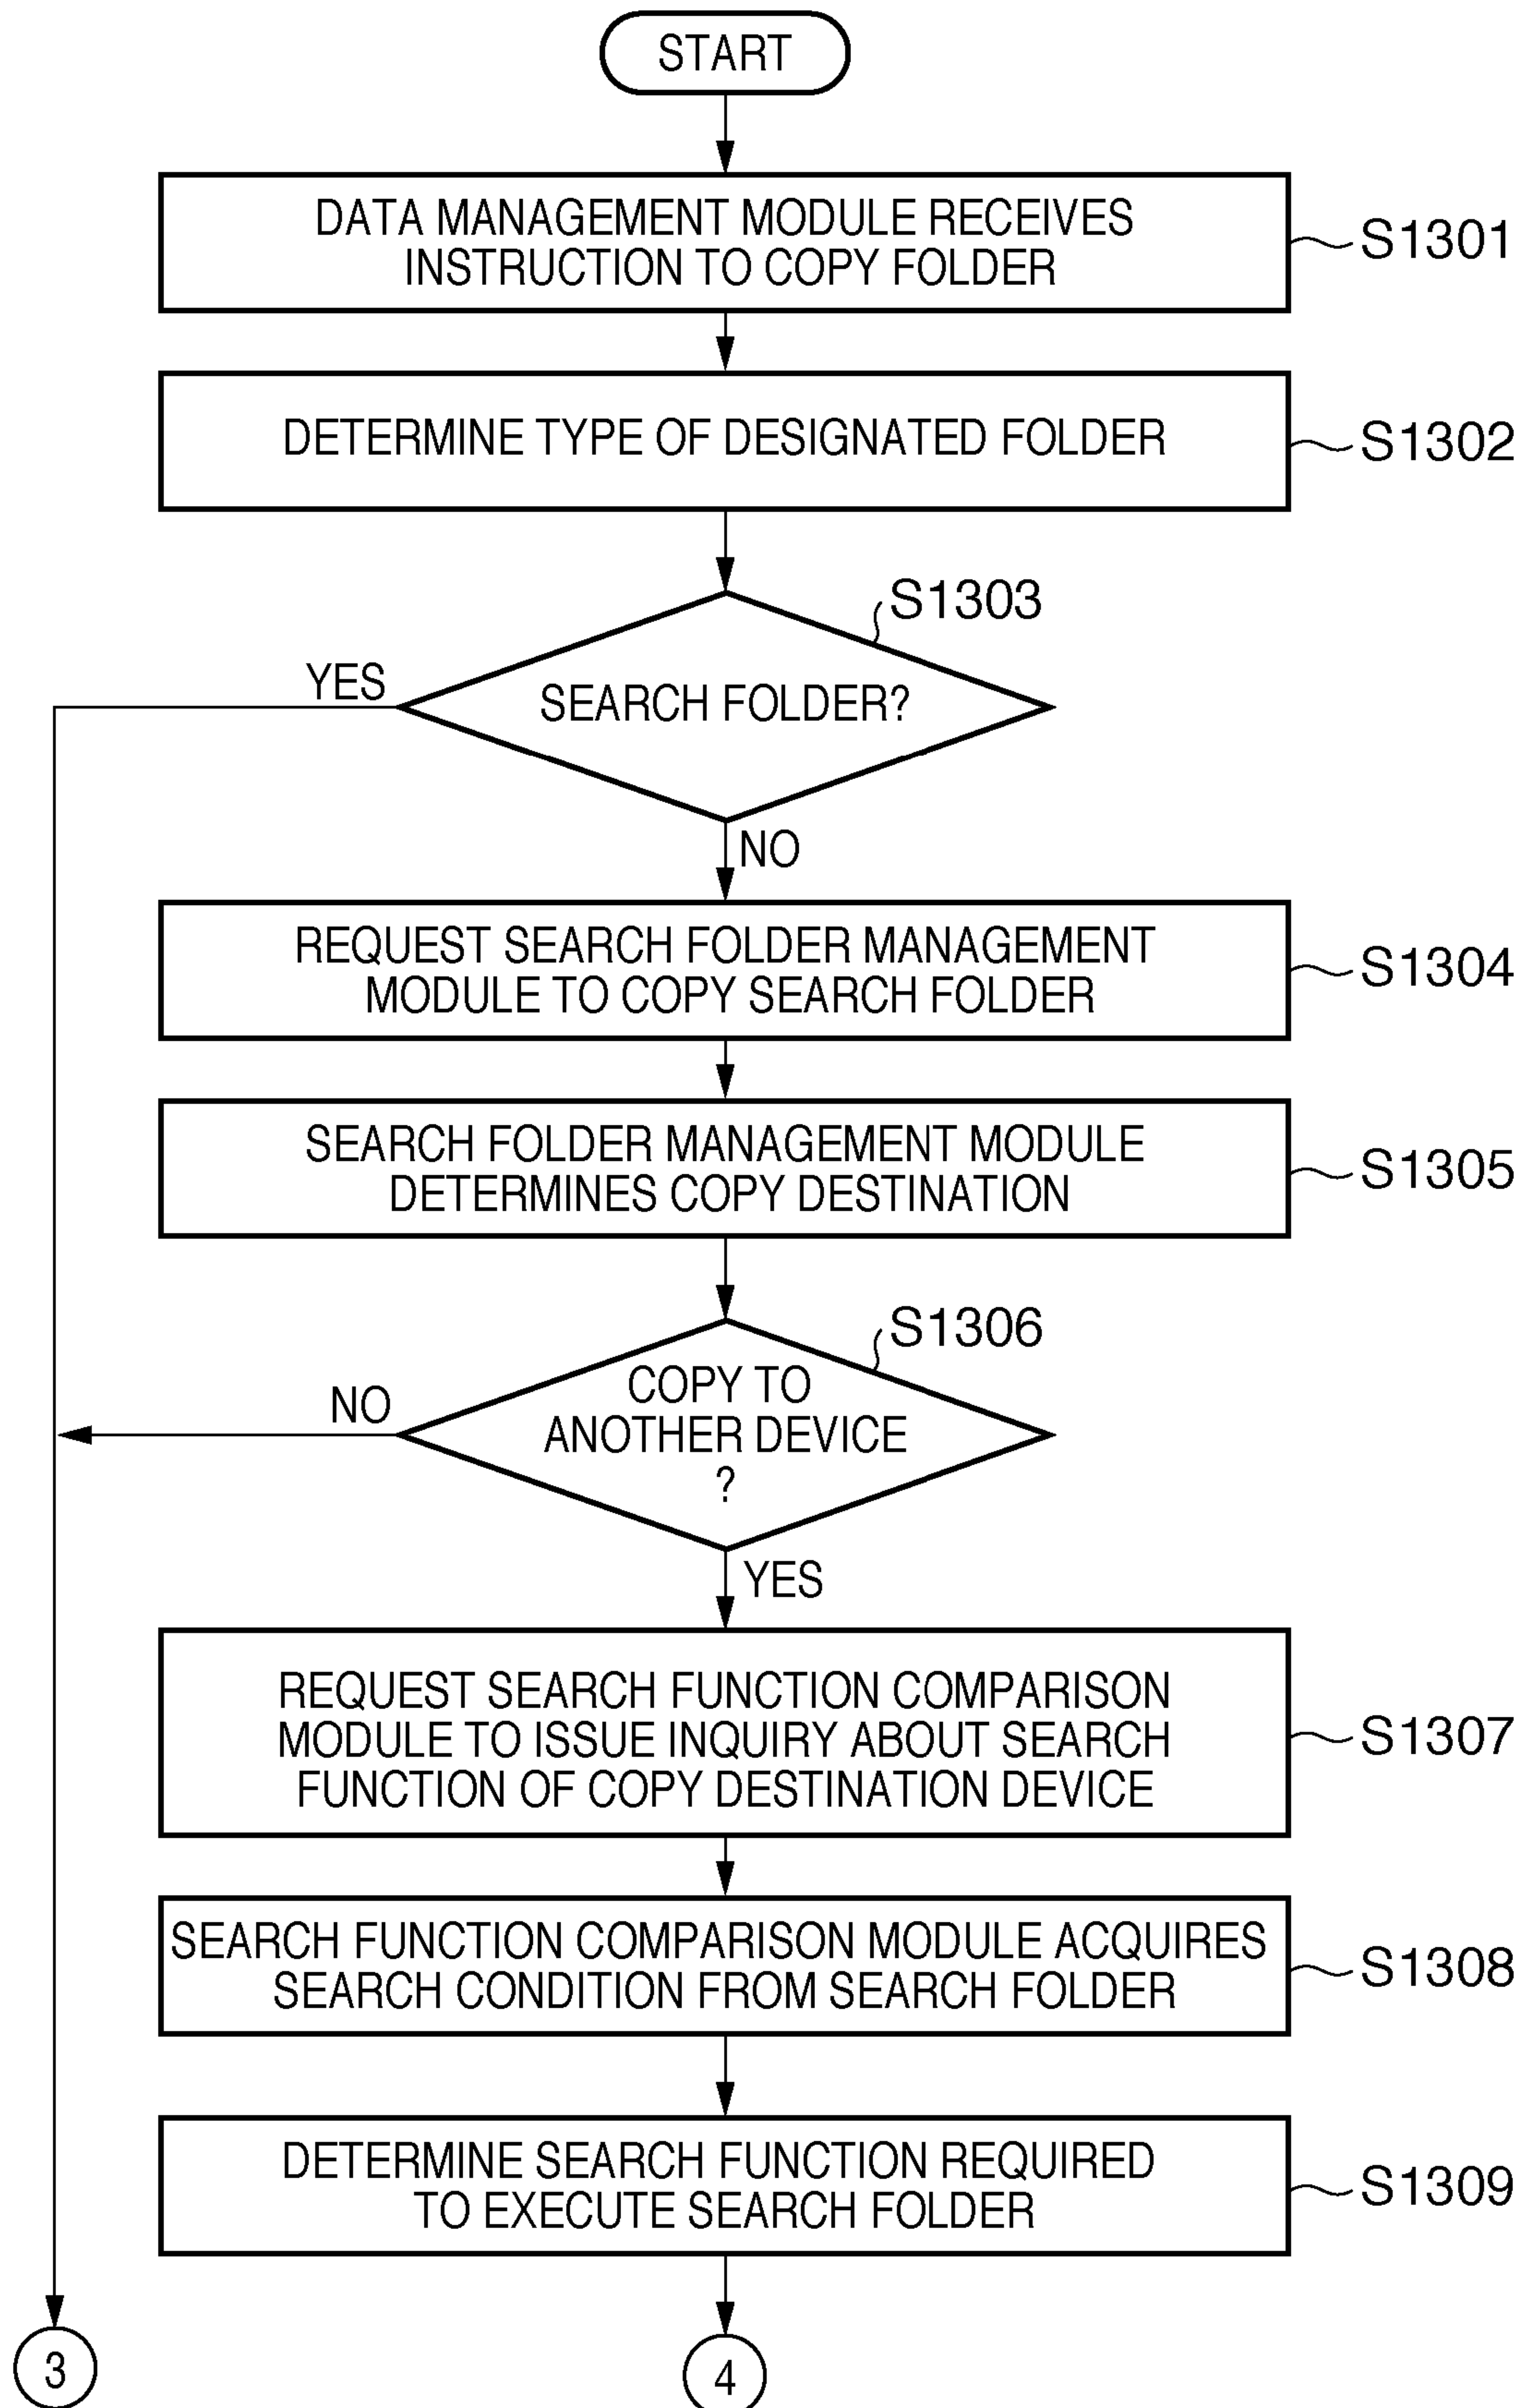 START
DATA MANAGEMENT MODULE RECEIVES
INSTRUCTION TO COPY FOLDER
S1301
DETERMINE TYPE OF DESIGNATED FOLDER
S1302
S1303
YES
SEARCH FOLDER?
NO
REQUEST SEARCH FOLDER MANAGEMENT
MODULE TO COPY SEARCH FOLDER
S1304
SEARCH FOLDER MANAGEMENT MODULE
DETERMINES COPY DESTINATION
S1305
S1306
NO
COPY TO
ANOTHER DEVICE
?
YES
REQUEST SEARCH FUNCTION COMPARISON
MODULE TO ISSUE INQUIRY ABOUT SEARCH
FUNCTION OF COPY DESTINATION DEVICE
S1307
SEARCH FUNCTION COMPARISON MODULE ACQUIRES
SEARCH CONDITION FROM SEARCH FOLDER
S1308
DETERMINE SEARCH FUNCTION REQUIRED
TO EXECUTE SEARCH FOLDER
S1309
3
4